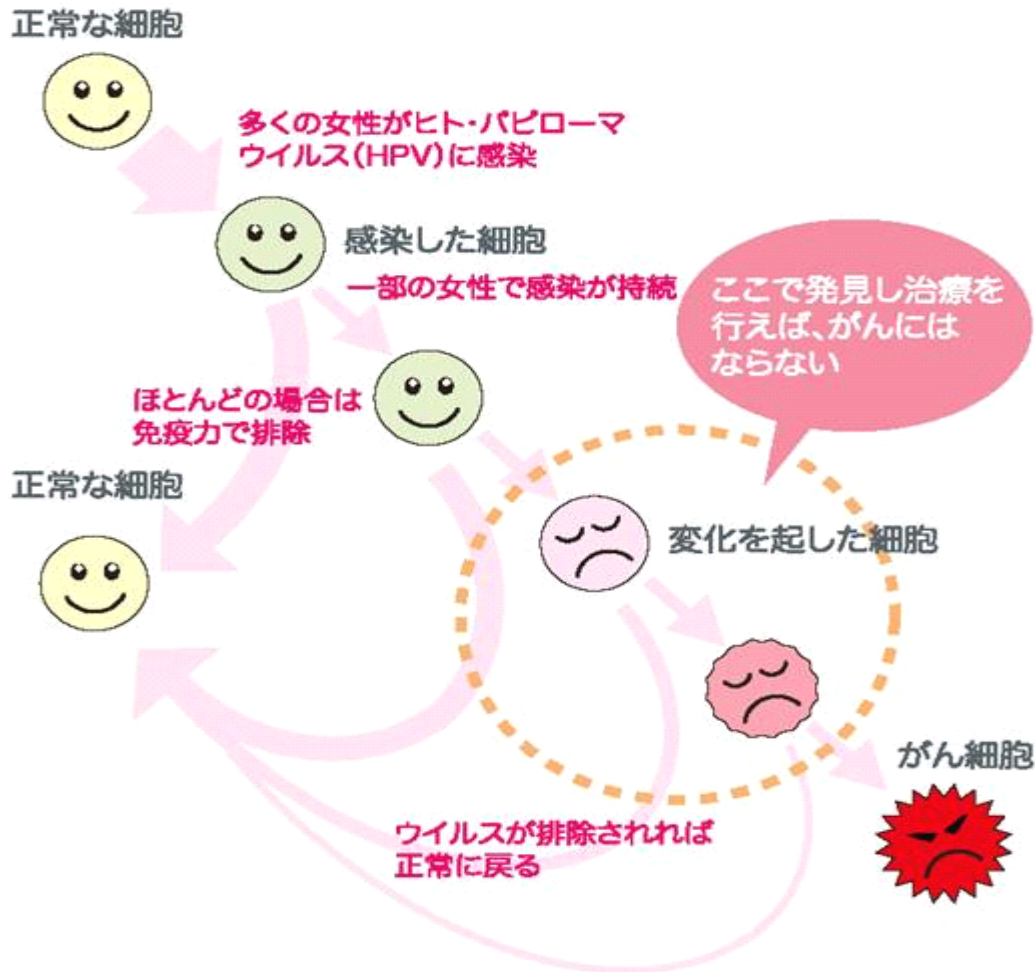 正常な細胞
多くの女性がヒト・パピローマ
ウイルス(HPV)に感染
感染した細胞
一部の女性で感染が持続
ここで発見し治療を
行えば、がんには
ならない
ほとんどの場合は
免疫力で排除
正常な細胞
変化を起した細胞
がん細胞
ウイルスが排除されれば
正常に戻る